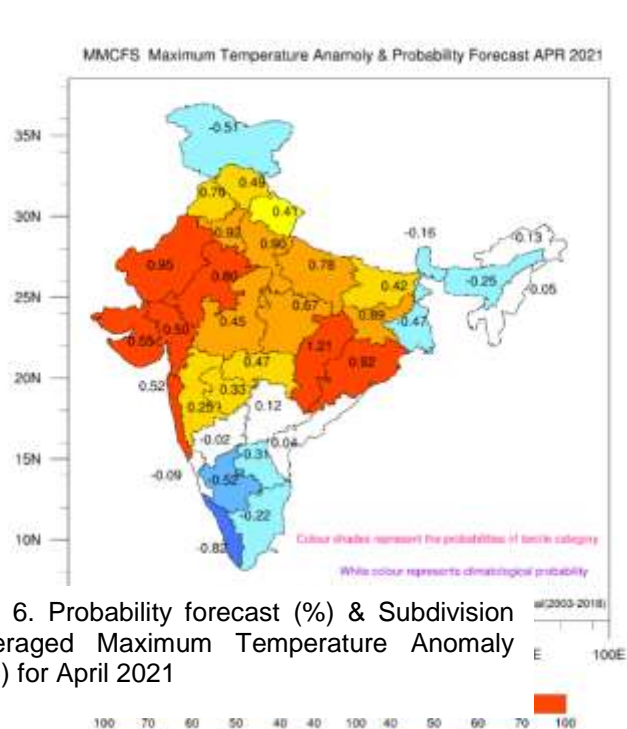 MMCFS Maximum Temperature Anamoly & Probability Forecast APR 2021
35N
-0.51
0.49
0.70
30N
0.41
0.92
0.90
-0.16
-0.13
0.95
0.78
0.80
0.42
-0.25
0.05
25N
0.67
0.89
0.50
0.45
-0.47
0.55
1.21
0.47
0.92
20N
0.52
0.33
0.25
0.12
-0.02
-0.04
15N
-0.31
-0.09
-0.52
-0.22
10N
-0.82
Colour shades represent the probabilities of tercile category
White colour represents climatological probability
6. Probability forecast (%) & Subdivision
eraged Maximum Temperature Anomaly
) for April 2021
(2003-2018)
E 100E
100 70 60 50 40 40 100 40 50 60 70 100